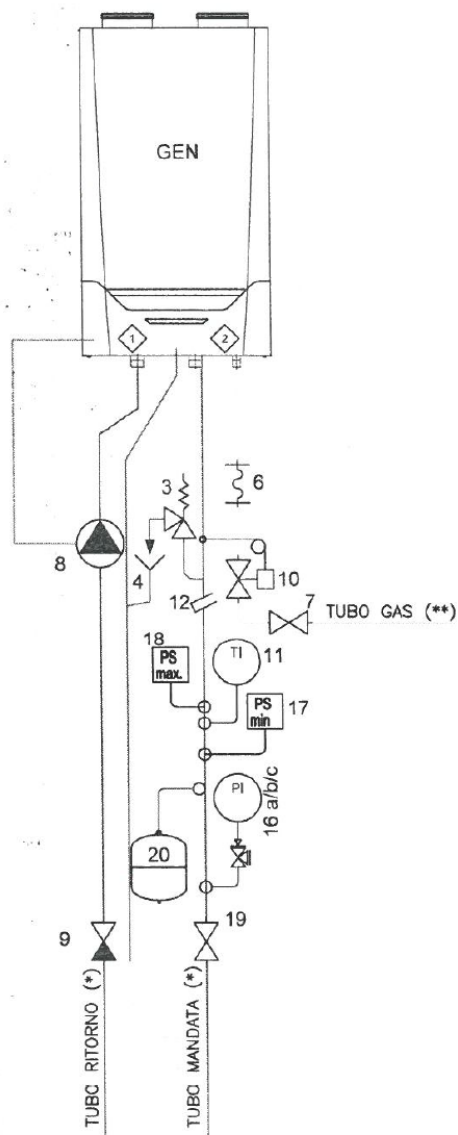 GEN
1
2
3
6
8
4
10
12
7
TUBO GAS (**)
18
PS
max.
TI
11
PS
min
17
PI
16 a/b/c
20
9
19
TUBO RITORNO (*)
TUBO MANDATA (*)